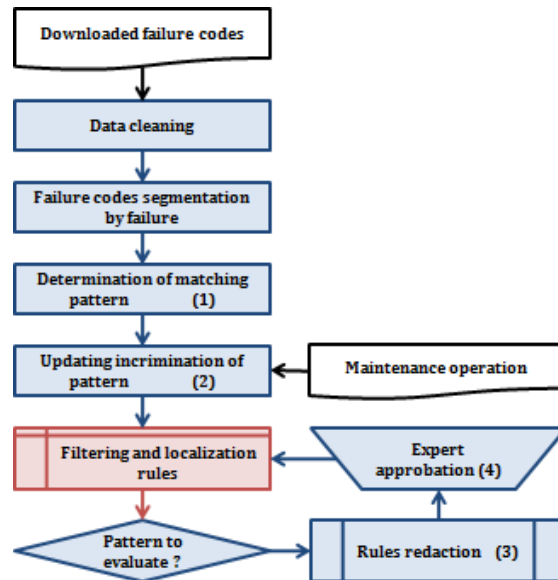 Downloaded failure codes
Data cleaning
Failure codes segmentation
by failure
Determination of matching
pattern (1)
Updating incrimination of
pattern (2)
Maintenance operation
Filtering and localization
rules
Expert
approbation (4)
Pattern to
evaluate ?
Rules redaction (3)